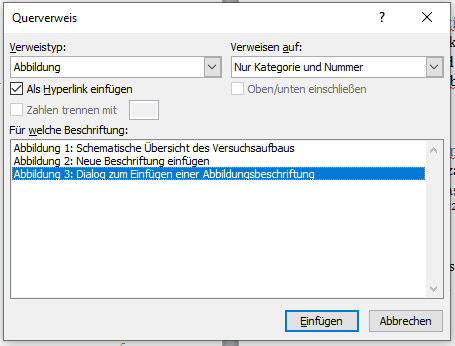 Querverweis
Verweistyp:
Verweisen auf:
Abbildung
Nur Kategorie und Nummer
Als Hyperlink einfügen
Oben/unten einschließen
Zahlen trennen mit
Für welche Beschriftung:
Abbildung 1: Schematische Übersicht des Versuchsaufbaus
Abbildung 2: Neue Beschriftung einfügen
Abbildung 3: Dialog zum Einfügen einer Abbildungsbeschriftung
Einfügen
Abbrechen